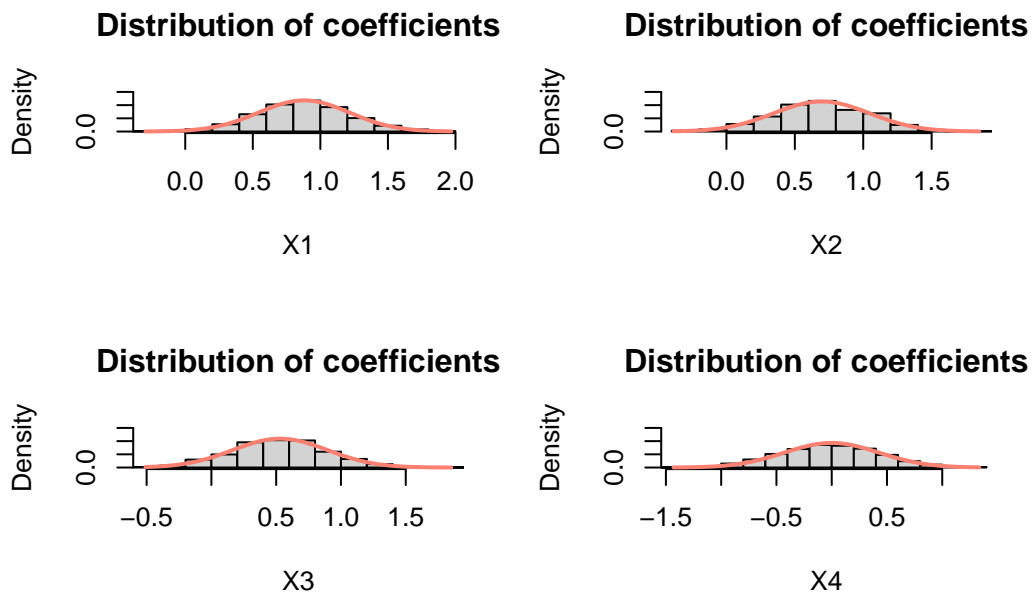 Distribution of coefficients
Density
0.0
0.0 0.5 1.0 1.5 2.0
X1
Distribution of coefficients
Density
0.0
0.0 0.5 1.0 1.5
X2
Distribution of coefficients
Density
0.0
−0.5 0.5 1.0 1.5
X3
Distribution of coefficients
Density
0.0
−1.5 −0.5 0.5
X4